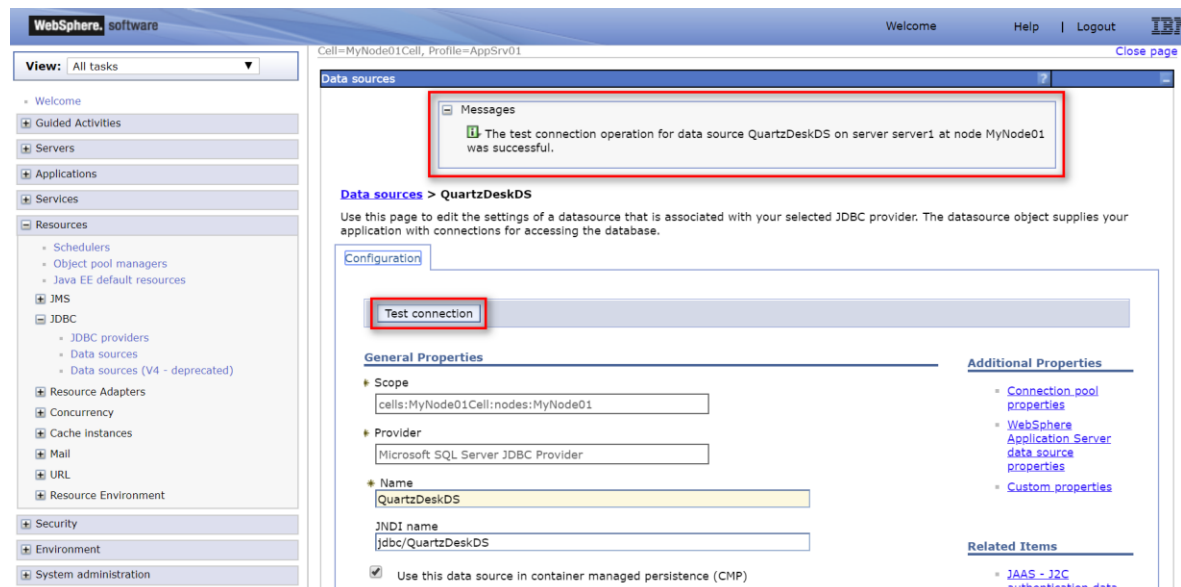 WebSphere. software
Welcome
Help | Logout
IBM
Cell=MyNode01Cell, Profile=AppSrv01
Close page
View: All tasks
Welcome
Guided Activities
Servers
Applications
Services
Resources
Schedulers
Object pool managers
Java EE default resources
JMS
JDBC
JDBC providers
Data sources
Data sources (V4 - deprecated)
Resource Adapters
Concurrency
Cache instances
Mail
URL
Resource Environment
Security
Environment
System administration
Data sources
?
Messages
The test connection operation for data source QuartzDeskDS on server server1 at node MyNode01
was successful.
Data sources > QuartzDeskDS
Use this page to edit the settings of a datasource that is associated with your selected JDBC provider. The datasource object supplies your
application with connections for accessing the database.
Configuration
Test connection
General Properties
Scope
cells:MyNode01Cell:nodes:MyNode01
Provider
Microsoft SQL Server JDBC Provider
Name
QuartzDeskDS
JNDI name
jdbc/QuartzDeskDS
Use this data source in container managed persistence (CMP)
Additional Properties
Connection pool
properties
WebSphere
Application Server
data source
properties
Custom properties
Related Items
JAAS - J2C
authentication data